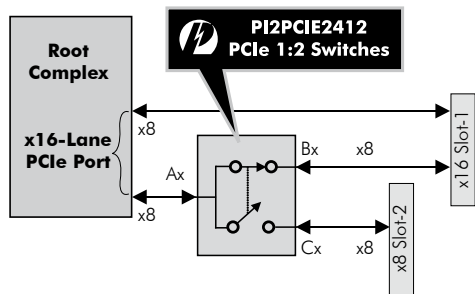 PI2PCIE2412
PCIe 1:2 Switches
Root
Complex
x16-Lane
PCIe Port
x8
x8
Ax
Bx
x8
Cx
x8
x16 Slot-1
x8 Slot-2